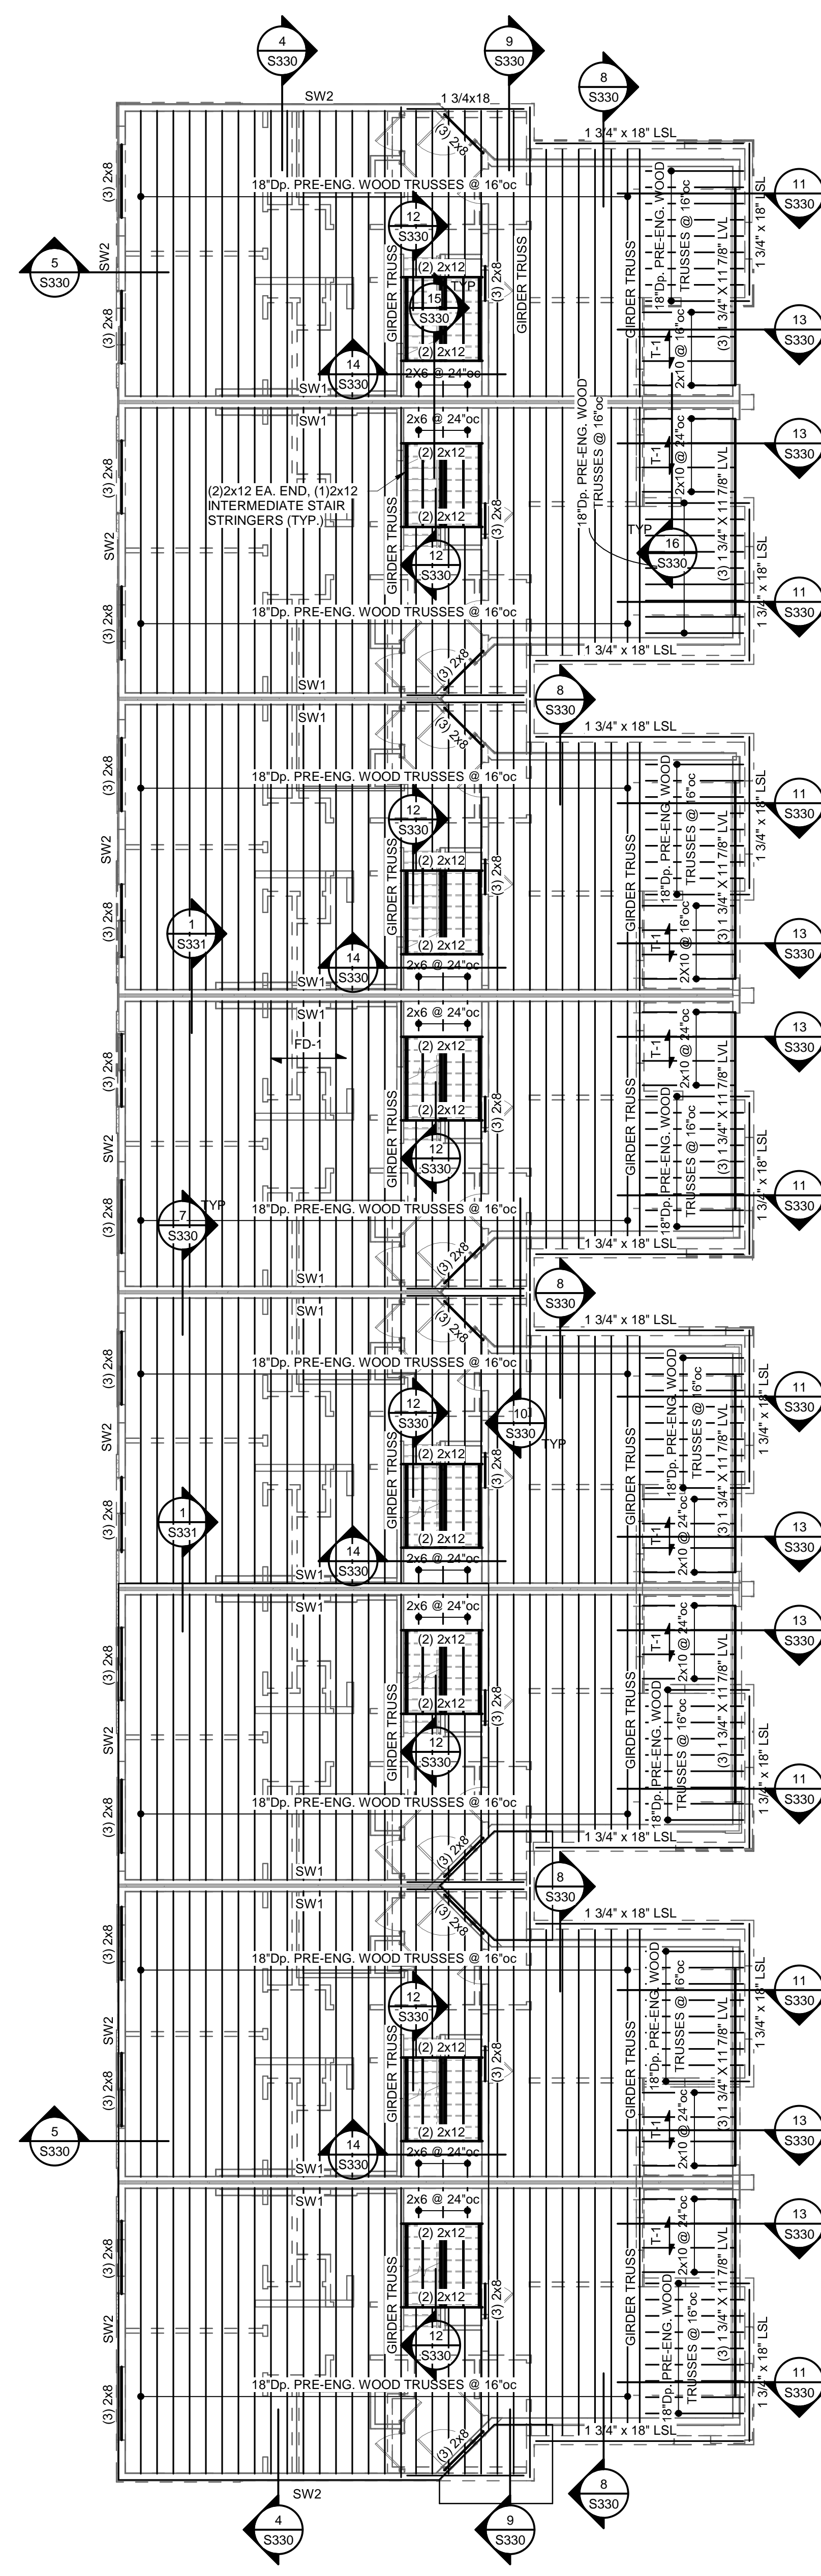 4
S330
9
S330
8
S330
SW2
1 3/4x18
1 3/4" x 18" LSL
(3) 2x8
(3) 2x8
18"Dp. PRE-ENG. WOOD TRUSSES @ 16"oc
18"Dp. PRE-ENG. WOOD
TRUSSES @ 16"oc
11
S330
1 3/4" x 18" LSL
12
S330
SW2
5
S330
GIRDER TRUSS
(2) 2x12
(3) 2x8
GIRDER TRUSS
GIRDER TRUSS
TYP
15
S330
(3) 2x8
(2) 2x12
T-1
2x10 @ 16"oc
(3) 1 3/4" X 11 7/8" LVL
13
S330
14
S330
2X6 @ 24"oc
SW1
SW1
2x6 @ 24"oc
18"Dp. PRE-ENG. WOOD
TRUSSES @ 16"oc
T-1
2x10 @ 24"oc
(3) 1 3/4" X 11 7/8" LVL
13
S330
(3) 2x8
(2) 2x12
(2)2x12 EA. END, (1)2x12
INTERMEDIATE STAIR
STRINGERS (TYP.)
GIRDER TRUSS
(2) 2x12
(3) 2x8
TYP
16
S330
SW2
12
S330
1 3/4" x 18" LSL
11
S330
(3) 2x8
18"Dp. PRE-ENG. WOOD TRUSSES @ 16"oc
(3) 2x8
1 3/4" x 18" LSL
SW1
8
S330
SW1
(3) 2x8
1 3/4" x 18" LSL
(3) 2x8
18"Dp. PRE-ENG. WOOD TRUSSES @ 16"oc
18"Dp. PRE-ENG. WOOD
TRUSSES @ 16"oc
11
S330
1 3/4" x 18" LSL
12
S330
SW2
GIRDER TRUSS
(2) 2x12
(3) 2x8
GIRDER TRUSS
(3) 1 3/4" X 11 7/8" LVL
(3) 2x8
1
S331
(2) 2x12
T-1
2X10 @ 16"oc
13
S330
14
S330
2x6 @ 24"oc
SW1
SW1
2x6 @ 24"oc
FD-1
(3) 2x8
(2) 2x12
T-1
2x10 @ 24"oc
(3) 1 3/4" X 11 7/8" LVL
13
S330
(2) 2x12
(3) 2x8
GIRDER TRUSS
GIRDER TRUSS
SW2
12
S330
18"Dp. PRE-ENG. WOOD
TRUSSES @ 16"oc
1 3/4" x 18" LSL
11
S330
7
S330
TYP
(3) 2x8
18"Dp. PRE-ENG. WOOD TRUSSES @ 16"oc
(3) 2x8
1 3/4" x 18" LSL
SW1
8
S330
SW1
(3) 2x8
1 3/4" x 18" LSL
(3) 2x8
18"Dp. PRE-ENG. WOOD TRUSSES @ 16"oc
18"Dp. PRE-ENG. WOOD
TRUSSES @ 16"oc
11
S330
1 3/4" x 18" LSL
12
S330
10
S330
TYP
SW2
GIRDER TRUSS
(2) 2x12
(3) 2x8
GIRDER TRUSS
(3) 1 3/4" X 11 7/8" LVL
(3) 2x8
1
S331
(2) 2x12
T-1
2x10 @ 24"oc
13
S330
14
S330
2x6 @ 24"oc
SW1
SW1
2x6 @ 24"oc
(3) 2x8
(2) 2x12
T-1
2x10 @ 24"oc
(3) 1 3/4" X 11 7/8" LVL
13
S330
(2) 2x12
(3) 2x8
GIRDER TRUSS
GIRDER TRUSS
SW2
12
S330
18"Dp. PRE-ENG. WOOD
TRUSSES @ 16"oc
1 3/4" x 18" LSL
11
S330
(3) 2x8
18"Dp. PRE-ENG. WOOD TRUSSES @ 16"oc
(3) 2x8
1 3/4" x 18" LSL
SW1
8
S330
SW1
(3) 2x8
1 3/4" x 18" LSL
(3) 2x8
18"Dp. PRE-ENG. WOOD TRUSSES @ 16"oc
18"Dp. PRE-ENG. WOOD
TRUSSES @ 16"oc
11
S330
1 3/4" x 18" LSL
12
S330
SW2
GIRDER TRUSS
(2) 2x12
(3) 2x8
GIRDER TRUSS
(3) 1 3/4" X 11 7/8" LVL
(3) 2x8
5
S330
(2) 2x12
T-1
2x10 @ 24"oc
13
S330
14
S330
2x6 @ 24"oc
SW1
SW1
2x6 @ 24"oc
(3) 2x8
(2) 2x12
T-1
2x10 @ 24"oc
(3) 1 3/4" X 11 7/8" LVL
13
S330
(2) 2x12
(3) 2x8
GIRDER TRUSS
GIRDER TRUSS
SW2
12
S330
18"Dp. PRE-ENG. WOOD
TRUSSES @ 16"oc
1 3/4" x 18" LSL
11
S330
(3) 2x8
18"Dp. PRE-ENG. WOOD TRUSSES @ 16"oc
(3) 2x8
1 3/4" x 18" LSL
SW2
8
S330
4
S330
9
S330